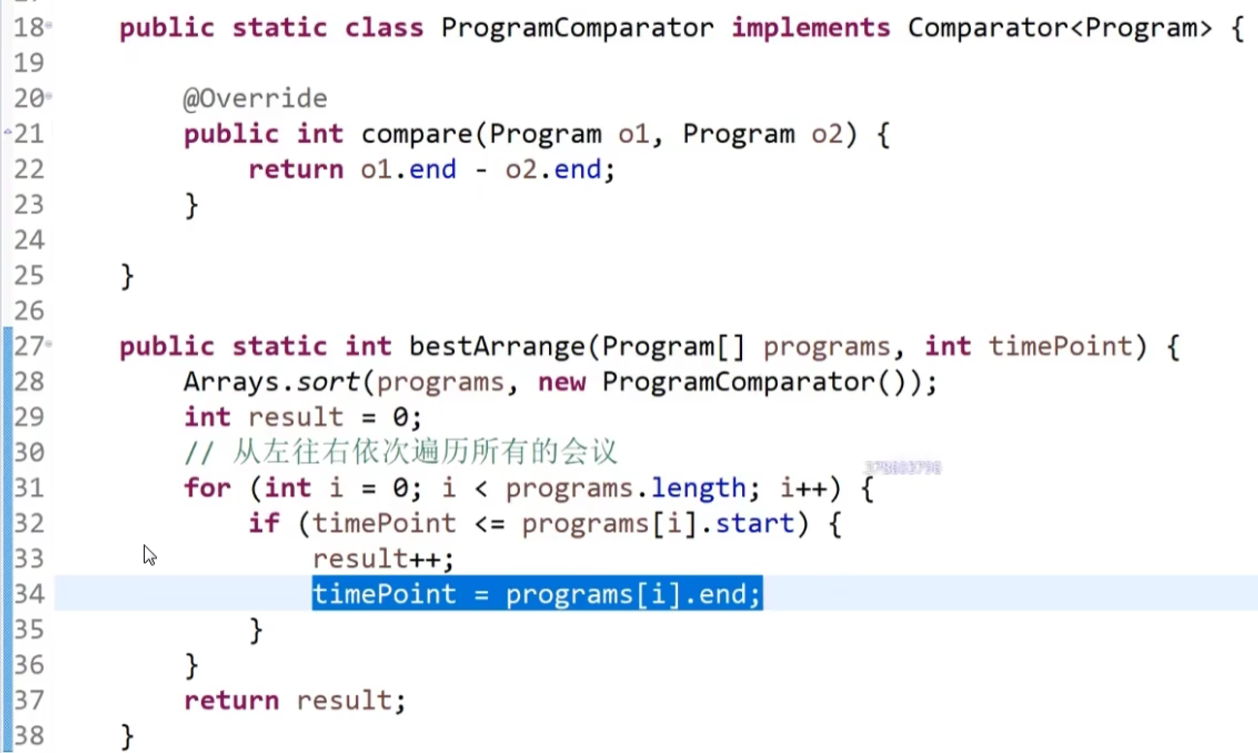 18 public static class ProgramComparator implements Comparator<Program> {
19
20 @Override
21 public int compare(Program o1, Program o2) {
22 return o1.end - o2.end;
23 }
24
25 }
26
27 public static int bestArrange(Program[] programs, int timePoint) {
28 Arrays.sort(programs, new ProgramComparator());
29 int result = 0;
30 // 从左往右依次遍历所有的会议
31 for (int i = 0; i < programs.length; i++) {
32 if (timePoint <= programs[i].start) {
33 result++;
34 timePoint = programs[i].end;
35 }
36 }
37 return result;
38 }